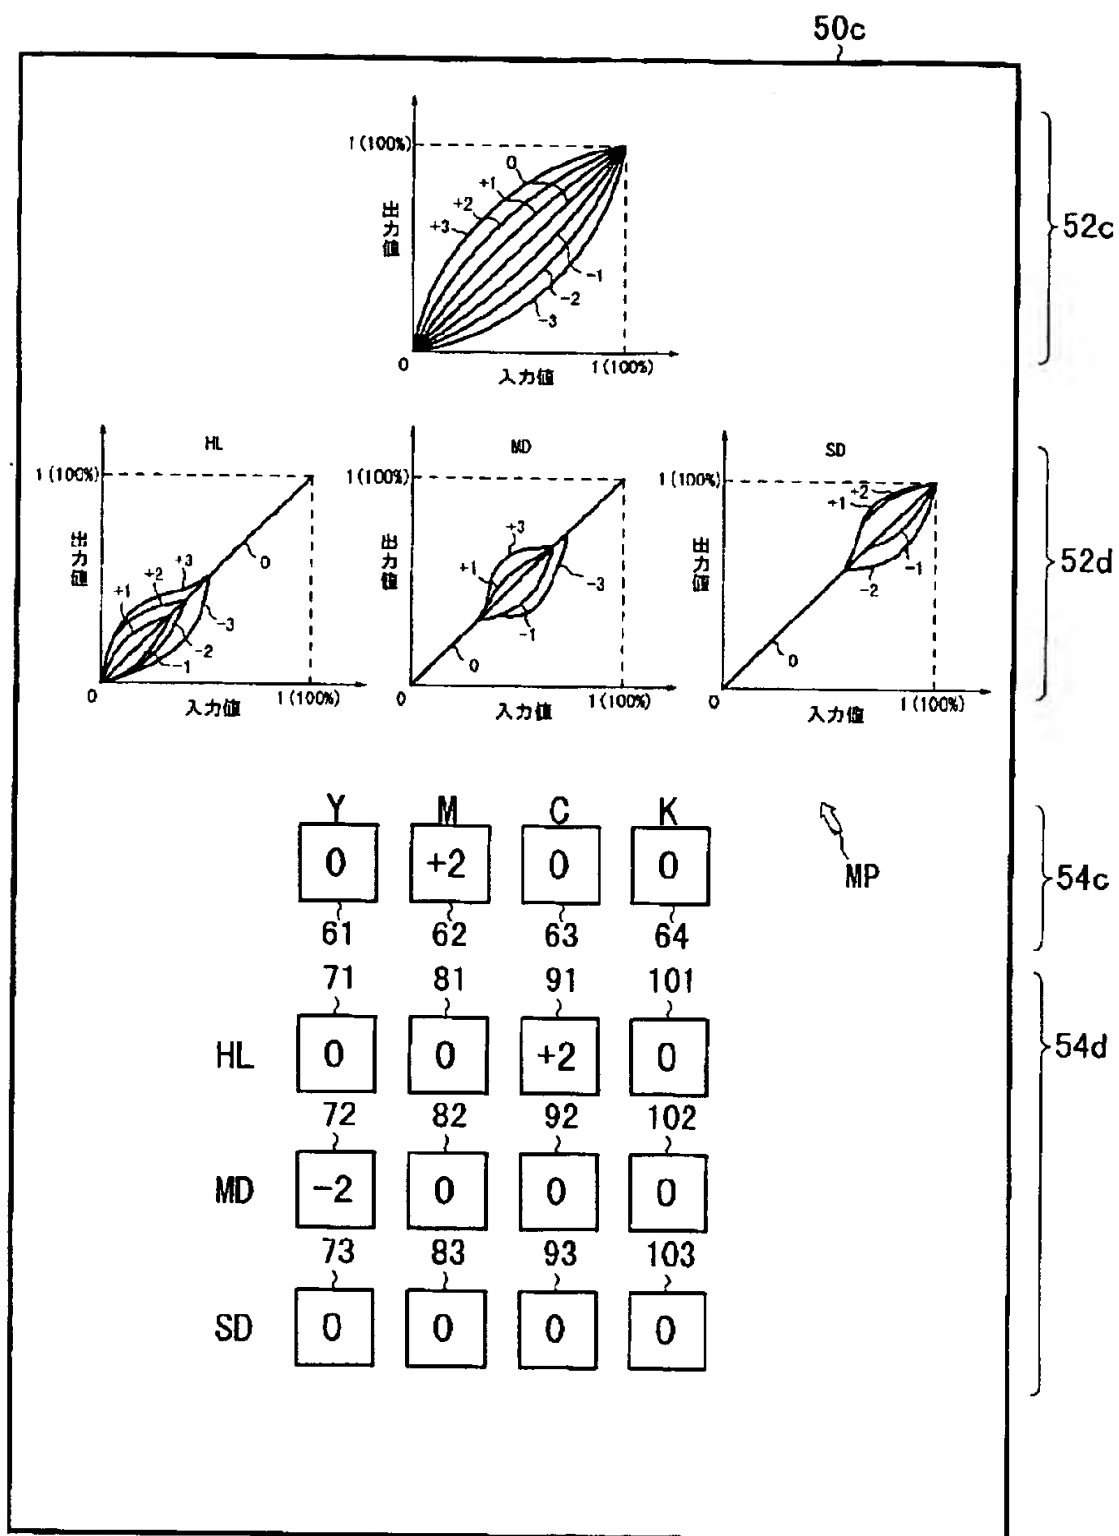 50c
1(100%)
0
+1
+2
+3
出力値
52c
-1
-2
-3
0
1(100%)
入力値
HL
MD
SD
1(100%)
1(100%)
1(100%)
+2
+1
出力値
+3
+2
+1
0
-3
-2
-1
0
1(100%)
入力値
出力値
+3
+1
-3
-1
0
0
1(100%)
入力値
出力値
-1
-2
0
0
1(100%)
入力値
52d
Y M C K
0 +2 0 0
MP
54c
61 62 63 64
71 81 91 101
HL 0 0 +2 0
54d
72 82 92 102
MD -2 0 0 0
73 83 93 103
SD 0 0 0 0